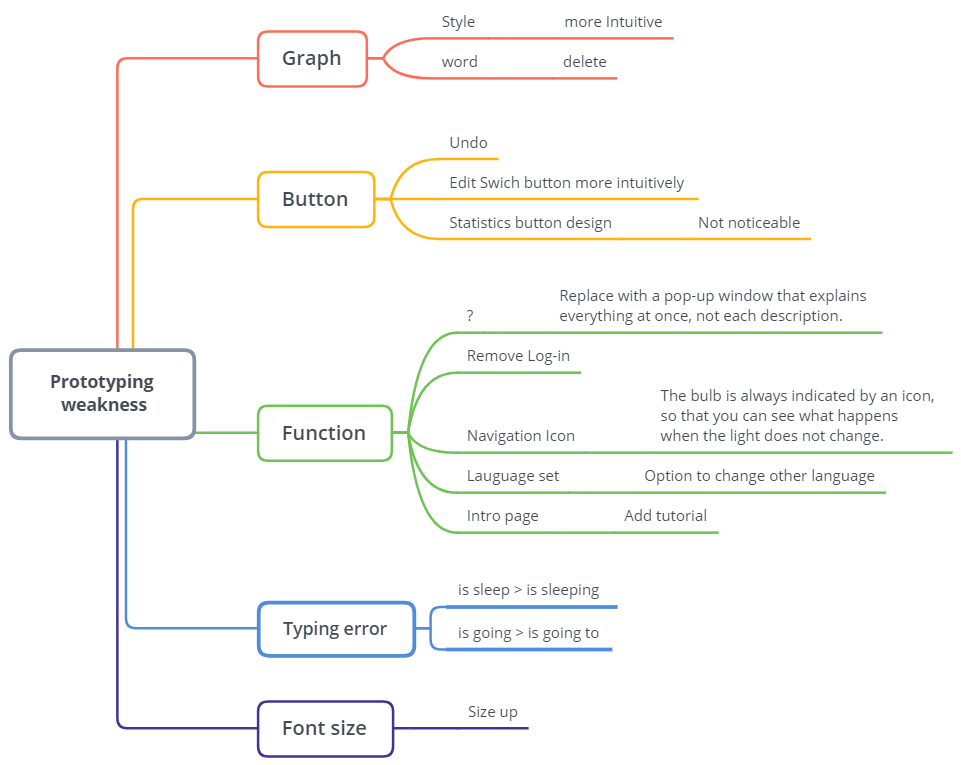 Prototyping
weakness
Graph
Style more Intuitive
word delete
Button
Undo
Edit Swich button more intuitively
Statistics button design Not noticeable
Function
?
Replace with a pop-up window that explains
everything at once, not each description.
Remove Log-in
Navigation Icon
The bulb is always indicated by an icon,
so that you can see what happens
when the light does not change.
Lauguage set Option to change other language
Intro page Add tutorial
Typing error
is sleep > is sleeping
is going > is going to
Font size
Size up